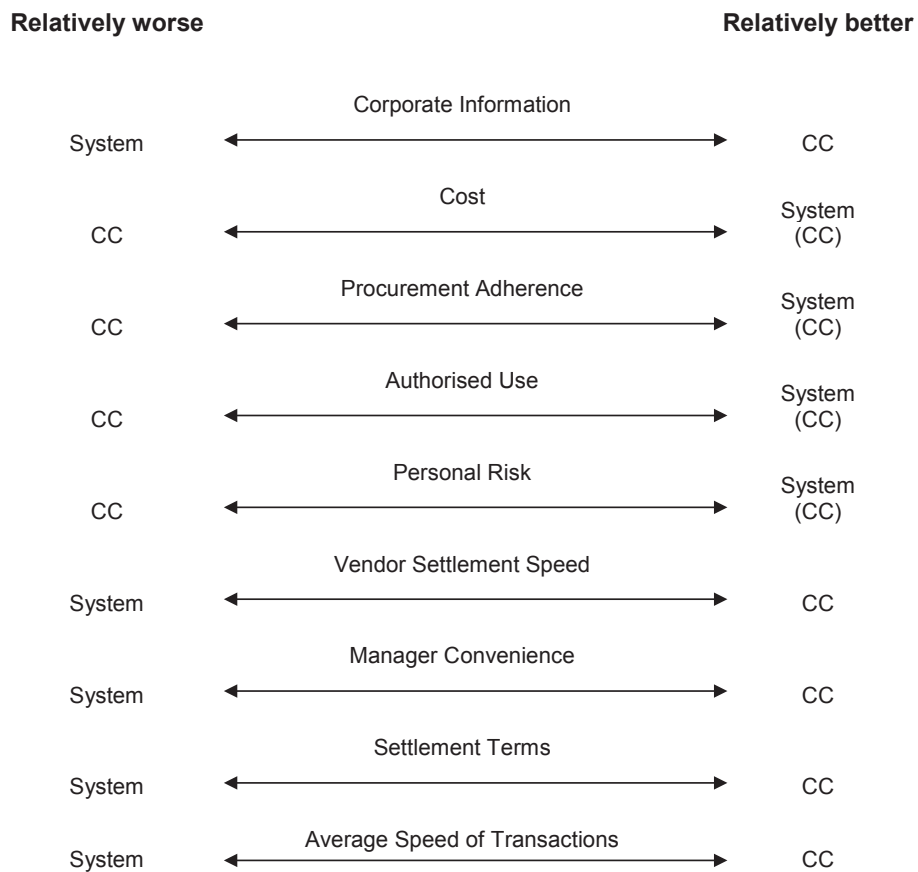 Relatively worse Relatively better
Corporate Information
System CC
Cost
CC System
(CC)
Procurement Adherence
CC System
(CC)
Authorised Use
CC System
(CC)
Personal Risk
CC System
(CC)
Vendor Settlement Speed
System CC
Manager Convenience
System CC
Settlement Terms
System CC
Average Speed of Transactions
System CC